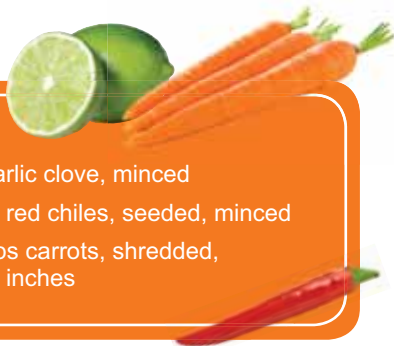 arlic clove, minced
red chiles, seeded, minced
os carrots, shredded,
inches